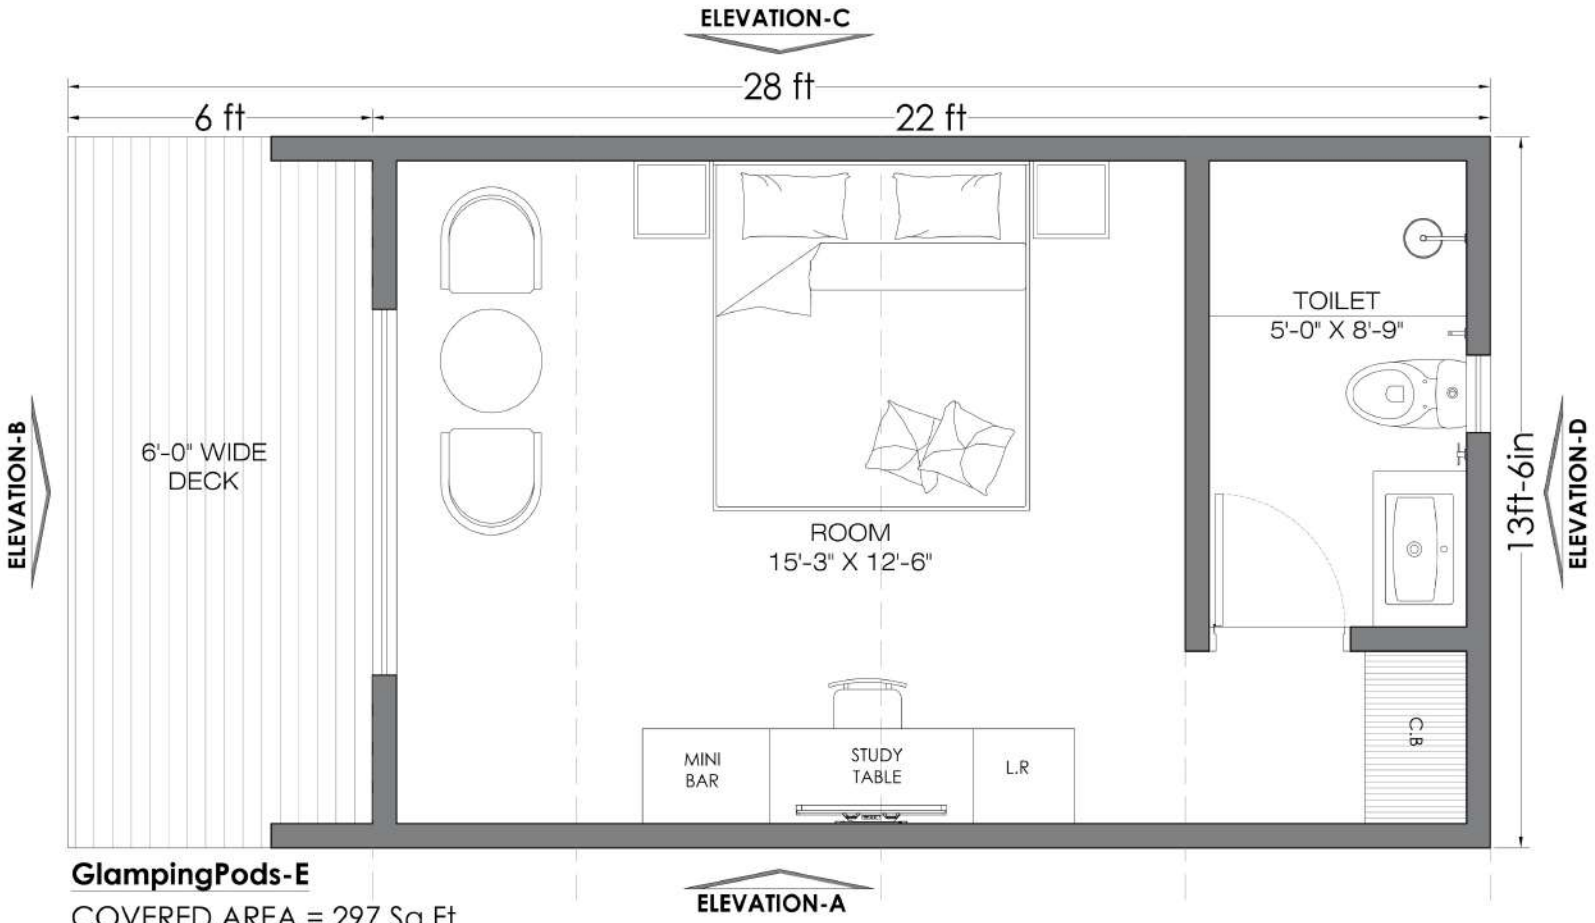 ELEVATION-C
28 ft
6 ft
22 ft
TOILET
5'-0" X 8'-9"
ELEVATION-B
6'-0" WIDE
DECK
13ft-6in
ELEVATION-D
ROOM
15'-3" X 12'-6"
MINI
BAR
STUDY
TABLE
L.R
C.B
GlampingPods-E
ELEVATION-A
COVERED AREA = 297 Sq Ft